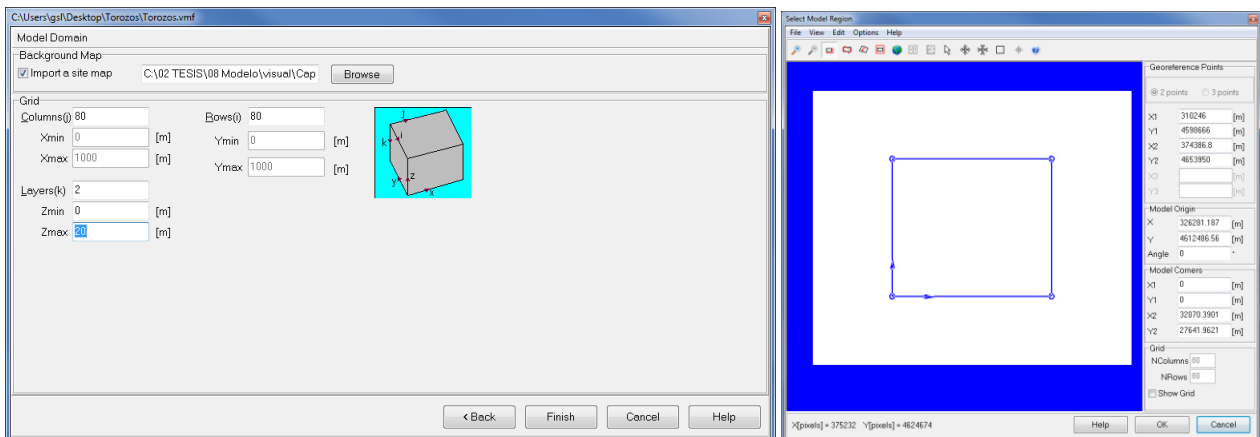 C:\Users\gsl\Desktop\Torozos\Torozos.vmf
Model Domain
Background Map
Import a site map C:\02 TESIS\08 Modelo\visual\Cap Browse
Grid
Columns(j) 80 Rows(i) 80
Xmin 0 [m] Ymin 0 [m]
Xmax 1000 [m] Ymax 1000 [m]
Layers(k) 2
Zmin 0 [m]
Zmax 20 [m]
j
k i
z
y x
< Back Finish Cancel Help
Select Model Region
File View Edit Options Help
Georeference Points
2 points 3 points
X1 310246 [m]
Y1 4598666 [m]
X2 374386.8 [m]
Y2 4653950 [m]
X3 [m]
Y3 [m]
Model Origin
X 326281.187 [m]
Y 4612486.56 [m]
Angle 0 °
Model Corners
X1 0 [m]
Y1 0 [m]
X2 32870.3901 [m]
Y2 27641.9621 [m]
Grid
NColumns 80
NRows 80
Show Grid
X[pixels] = 375232 Y[pixels] = 4624674 Help OK Cancel